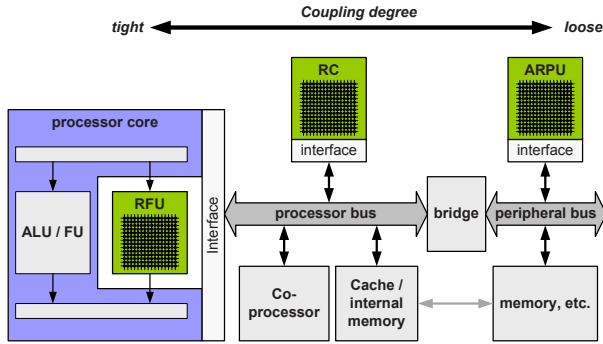 Coupling degree
tight
loose
RC
ARPU
interface
interface
processor core
RFU
ALU / FU
Interface
processor bus
bridge
peripheral bus
Co-
processor
Cache /
internal
memory
memory, etc.